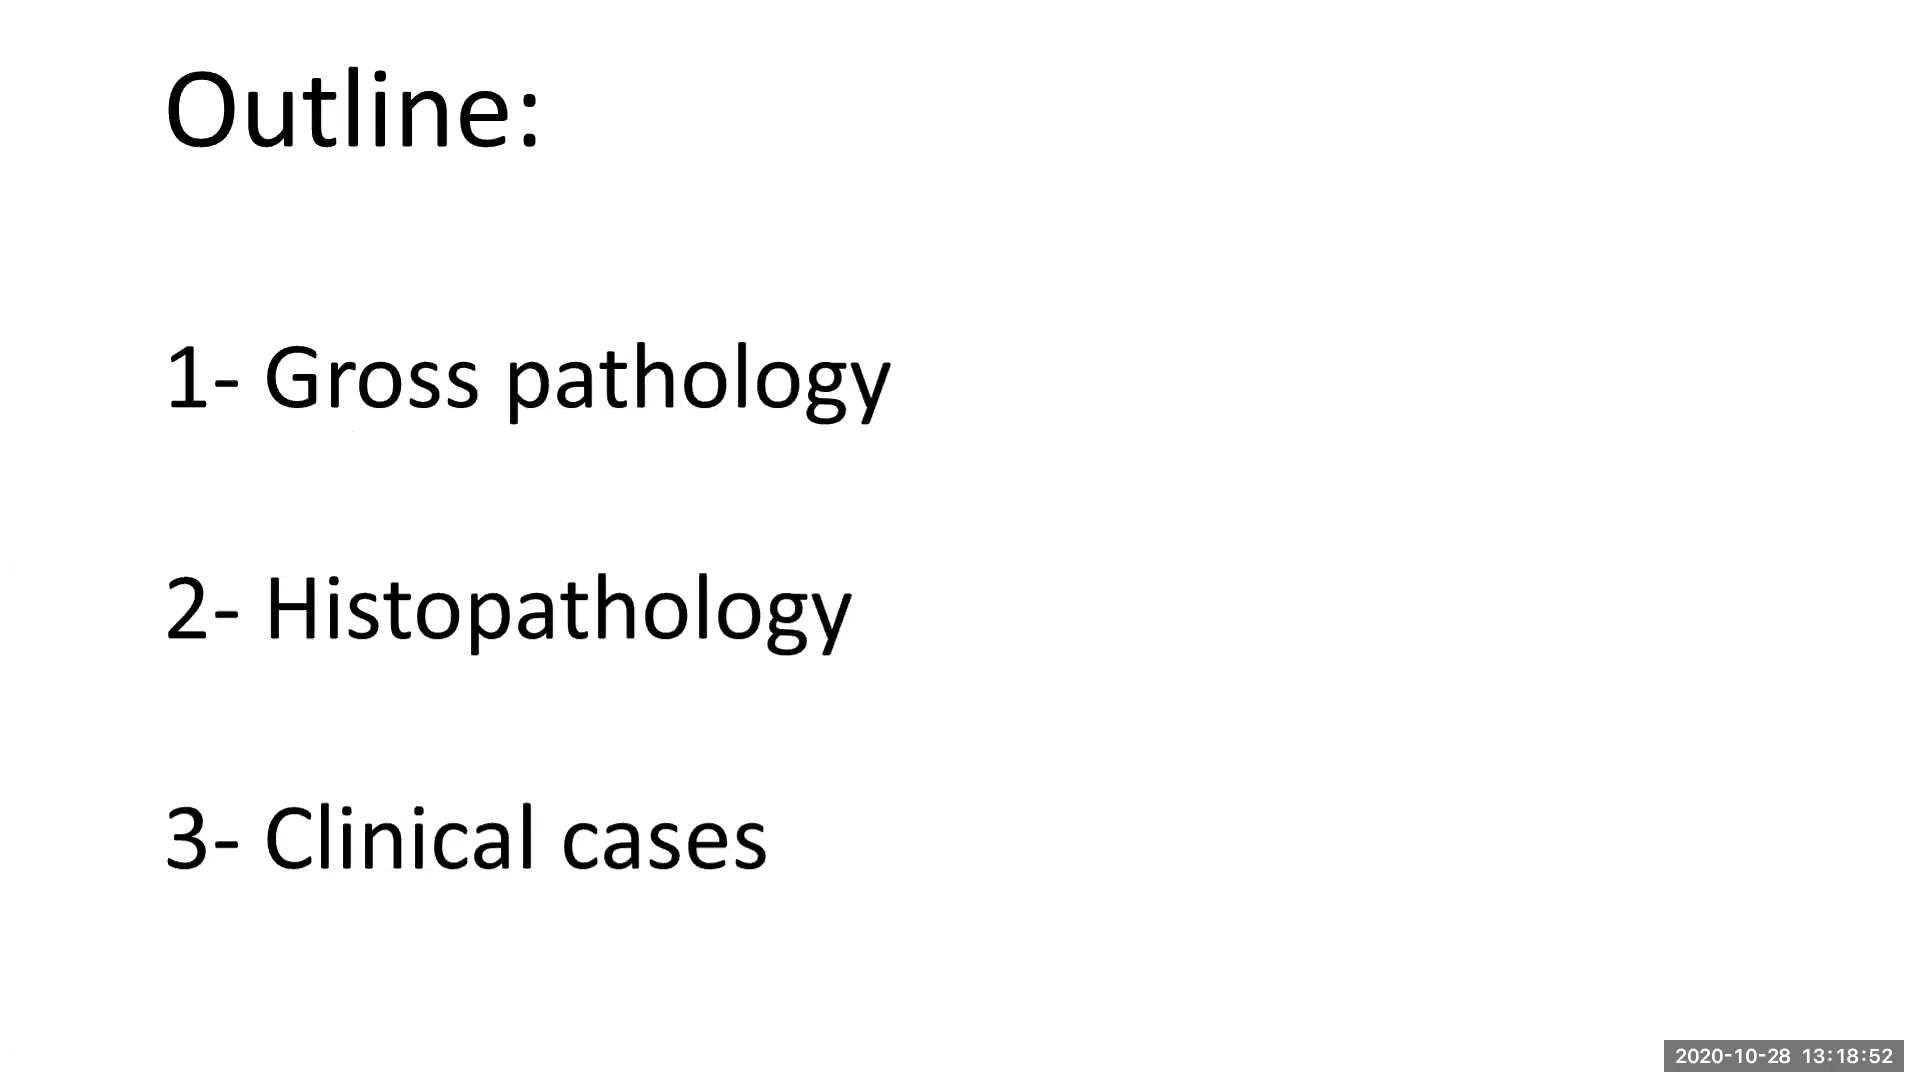 Outline:
1- Gross pathology
2- Histopathology
3- Clinical cases
2020-10-28 13:18:52